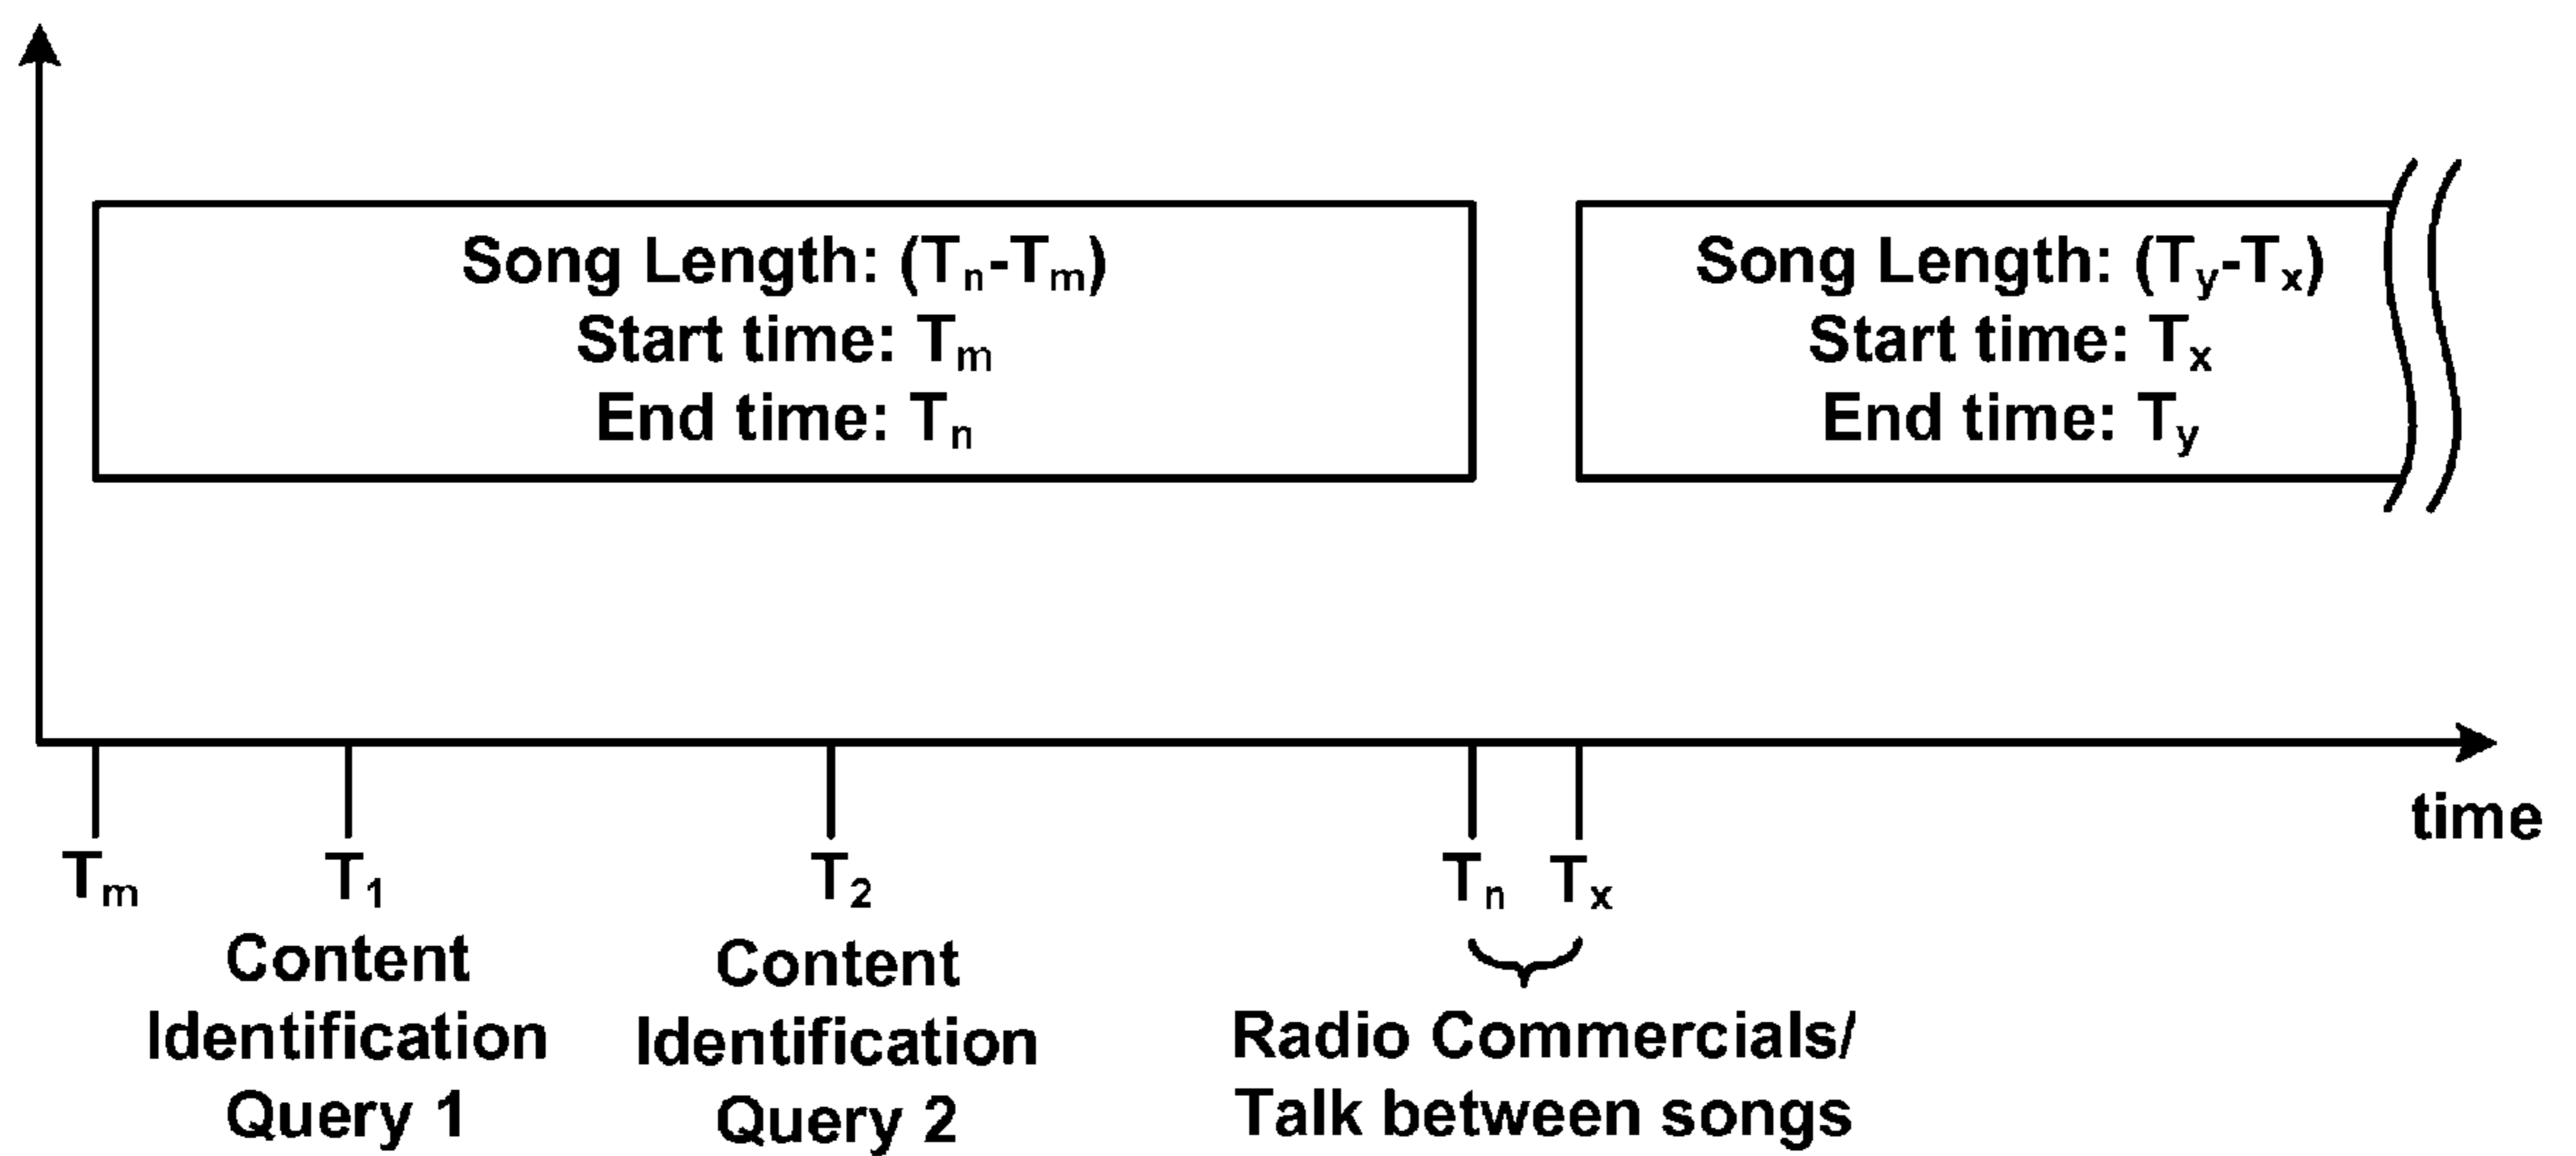 Song Length: (Tn-Tm)
Start time: Tm
End time: Tn
Song Length: (Ty-Tx)
Start time: Tx
End time: Ty
time
Tm
T1
Content
Identification
Query 1
T2
Content
Identification
Query 2
Tn
Tx
Radio Commercials/
Talk between songs